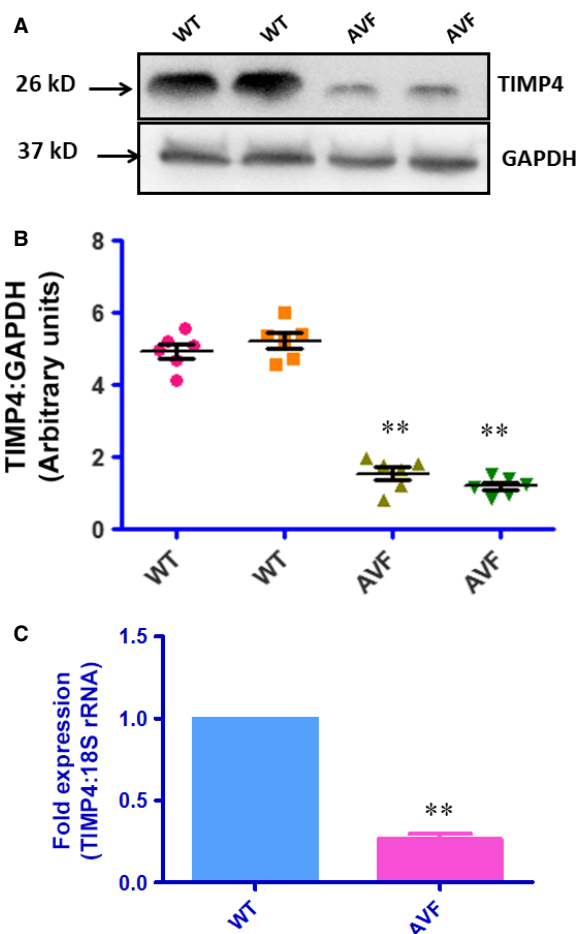 A
WT WT AVF AVF
26 kD TIMP4
37 kD GAPDH
B
TIMP4:GAPDH
(Arbitrary units)
8
6
4
2
0
** **
WT WT AVF AVF
C
Fold expression
(TIMP4:18S rRNA)
1.5
1.0
0.5
0.0
**
WT AVF